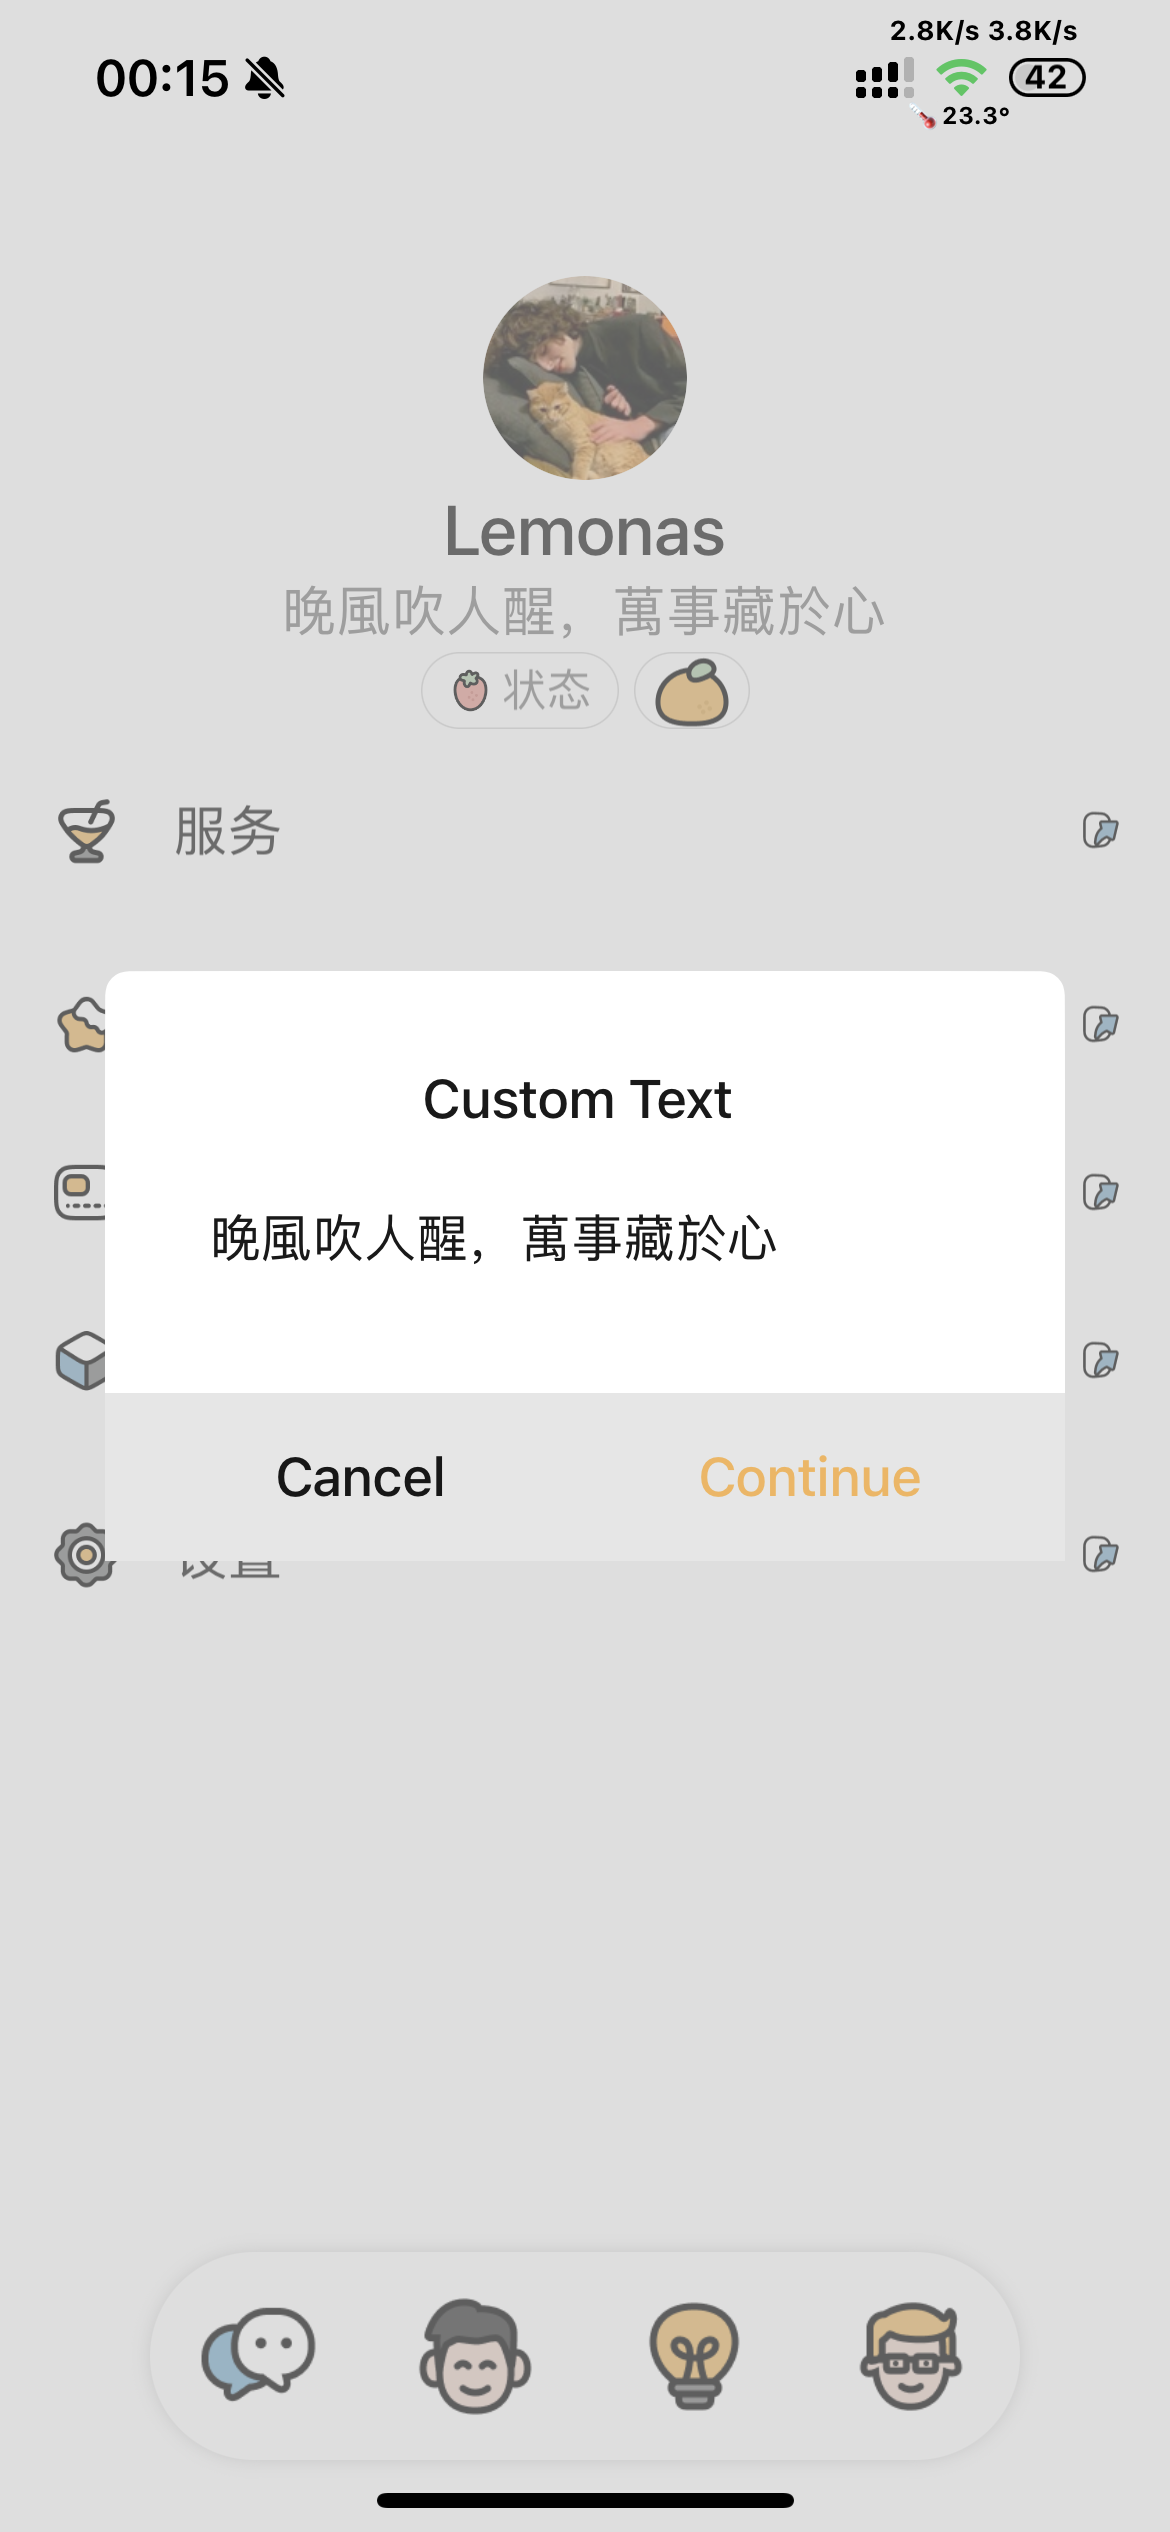 2.8K/s 3.8K/s
00:15
42
23.3°
Lemonas
晚風吹人醒，萬事藏於心
状态
服务
Custom Text
晚風吹人醒，萬事藏於心
Cancel
Continue
设置